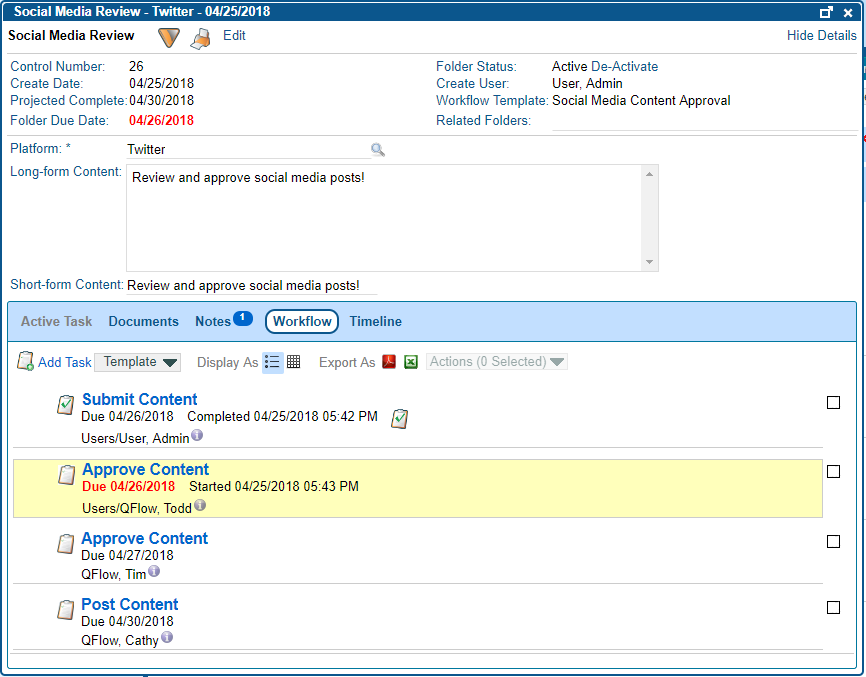 Social Media Review - Twitter - 04/25/2018
Social Media Review Edit Hide Details
Control Number: 26 Folder Status: Active De-Activate
Create Date: 04/25/2018 Create User: User, Admin
Projected Complete: 04/30/2018 Workflow Template: Social Media Content Approval
Folder Due Date: 04/26/2018 Related Folders:
Platform: * Twitter
Long-form Content: Review and approve social media posts!
Short-form Content: Review and approve social media posts!
Active Task Documents Notes 1 Workflow Timeline
Add Task Template Display As Export As Actions (0 Selected)
Submit Content
Due 04/26/2018 Completed 04/25/2018 05:42 PM
Users/User, Admin
Approve Content
Due 04/26/2018 Started 04/25/2018 05:43 PM
Users/QFlow, Todd
Approve Content
Due 04/27/2018
QFlow, Tim
Post Content
Due 04/30/2018
QFlow, Cathy